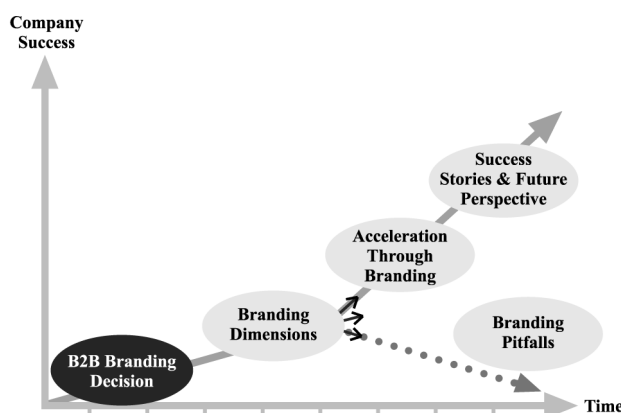 Company
Success
Success
Stories & Future
Perspective
Acceleration
Through
Branding
Branding
Dimensions
Branding
Pitfalls
B2B Branding
Decision
Time